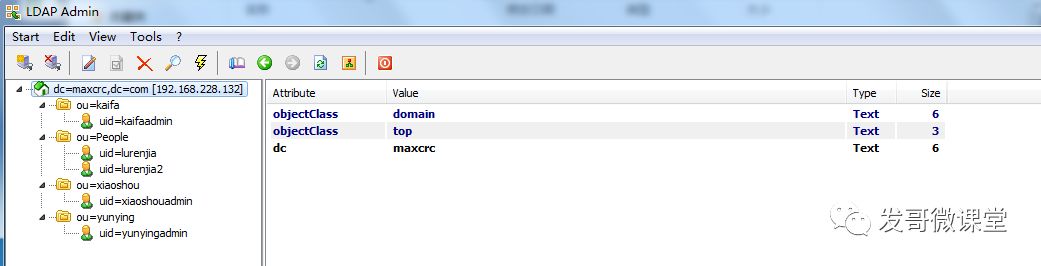 LDAP Admin
Start Edit View Tools ?
dc=maxcrc,dc=com [192.168.228.132]
ou=kaifa
uid=kaifaadmin
ou=People
uid=lurenjia
uid=lurenjia2
ou=xiaoshou
uid=xiaoshouadmin
ou=yunying
uid=yunyingadmin
Attribute Value Type Size
objectClass domain Text 6
objectClass top Text 3
dc maxcrc Text 6
发哥微课堂